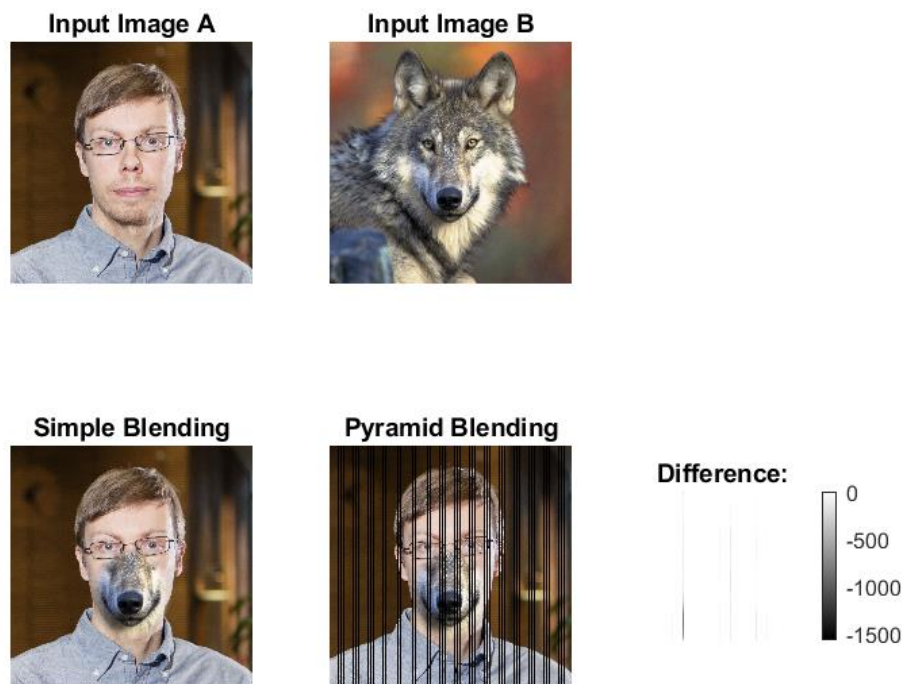 Input Image A
Input Image B
Simple Blending
Pyramid Blending
Difference:
0
-500
-1000
-1500